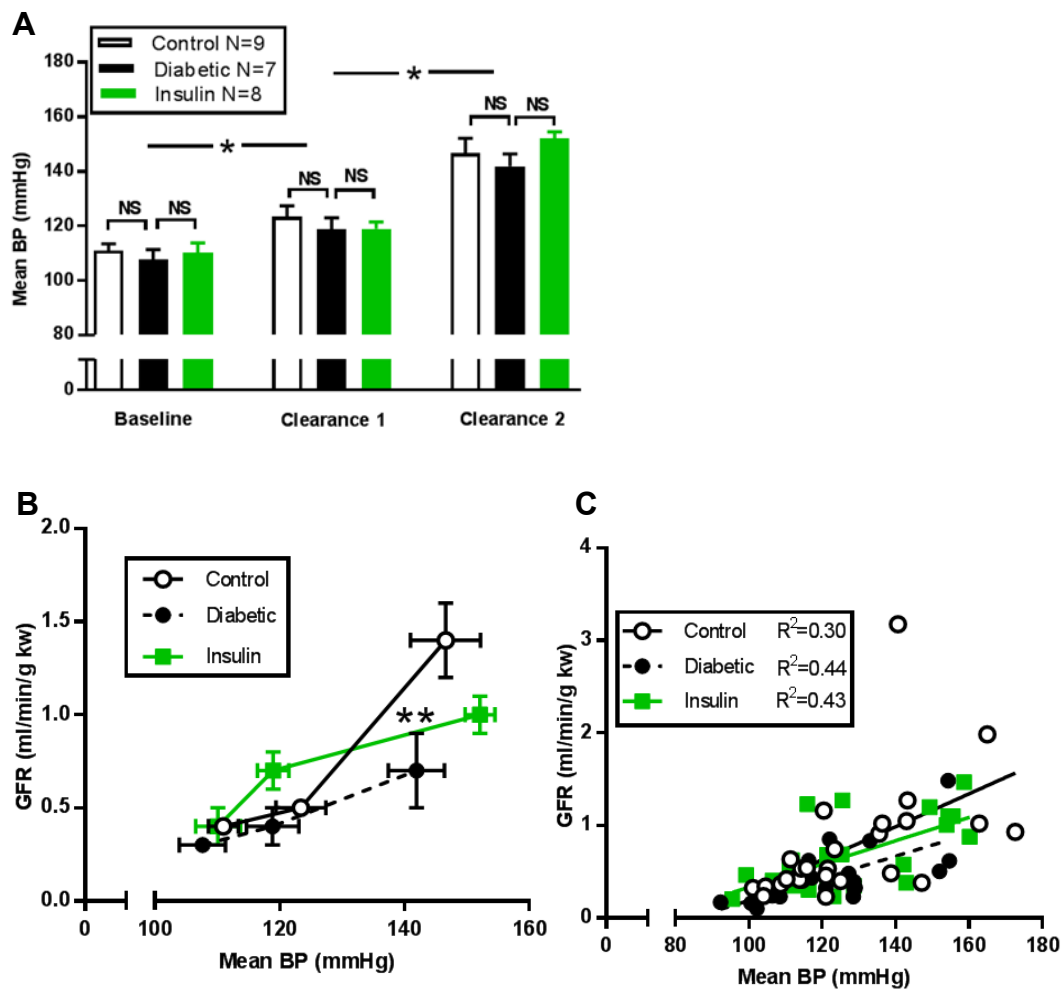 A
Control N=9
Diabetic N=7
Insulin N=8
Mean BP (mmHg)
180
160
140
120
100
80
0
*
*
NS
NS
NS
NS
NS
NS
Baseline
Clearance 1
Clearance 2
B
GFR (ml/min/g kw)
2.0
1.5
1.0
0.5
0.0
Control
Diabetic
Insulin
**
0
100
120
140
160
Mean BP (mmHg)
C
GFR (ml/min/g kw)
4
3
2
1
0
Control R²=0.30
Diabetic R²=0.44
Insulin R²=0.43
0
80
100
120
140
160
180
Mean BP (mmHg)